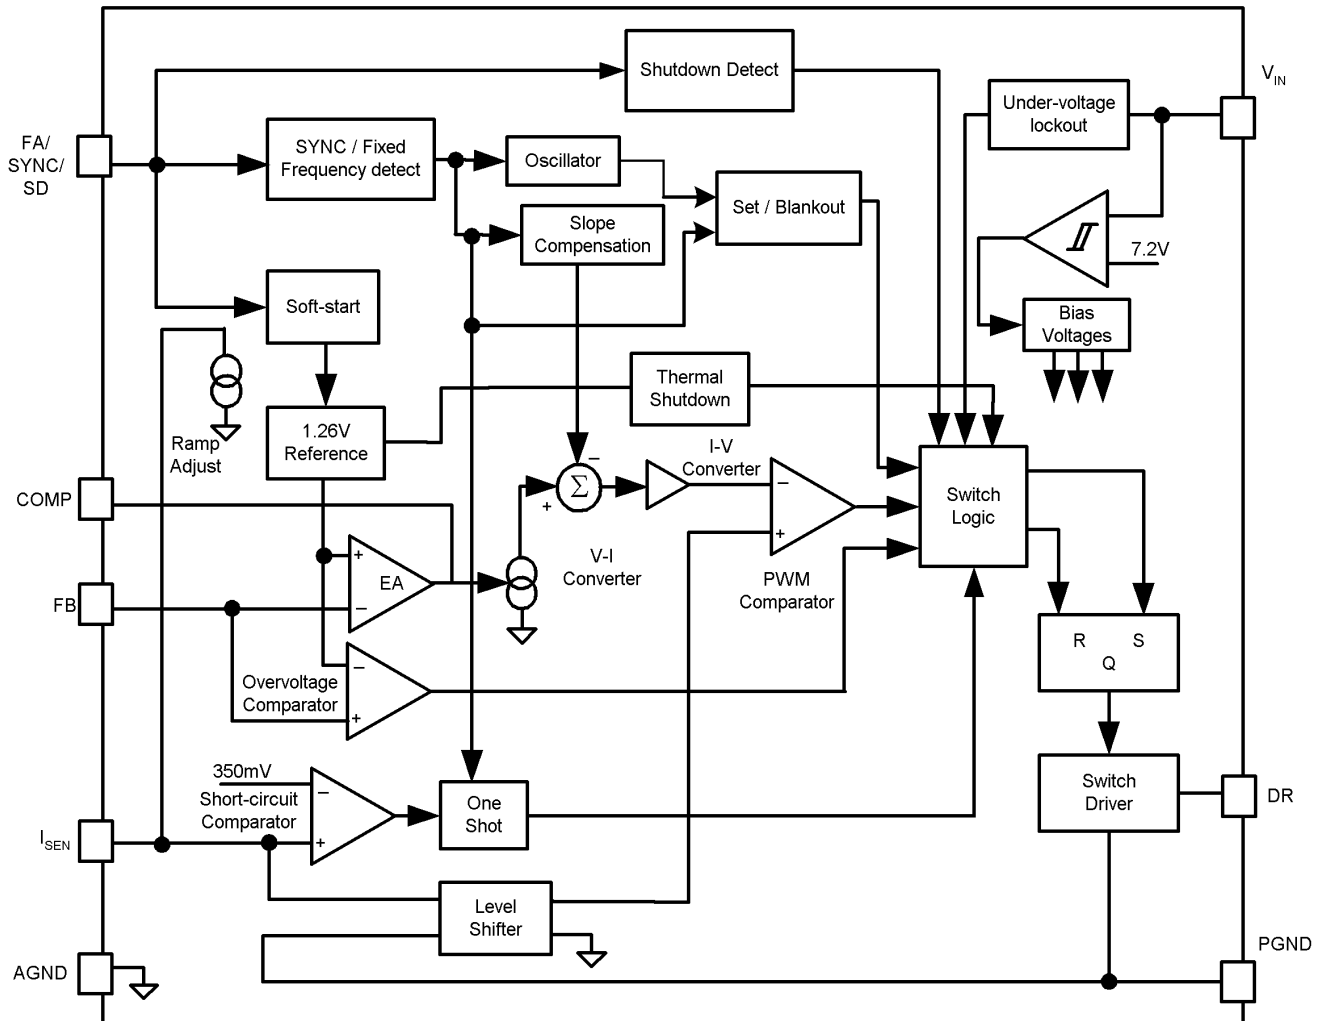 Shutdown Detect
V_IN
Under-voltage
lockout
FA/
SYNC/
SD
SYNC / Fixed
Frequency detect
Oscillator
Set / Blankout
Slope
Compensation
7.2V
Soft-start
Bias
Voltages
Thermal
Shutdown
1.26V
Reference
Ramp
Adjust
I-V
Converter
COMP
Σ
−
+
−
+
Switch
Logic
V-I
Converter
PWM
Comparator
+
EA
−
FB
R S
Q
−
+
Overvoltage
Comparator
350mV
Short-circuit
Comparator
−
+
One
Shot
Switch
Driver
DR
I_SEN
Level
Shifter
PGND
AGND